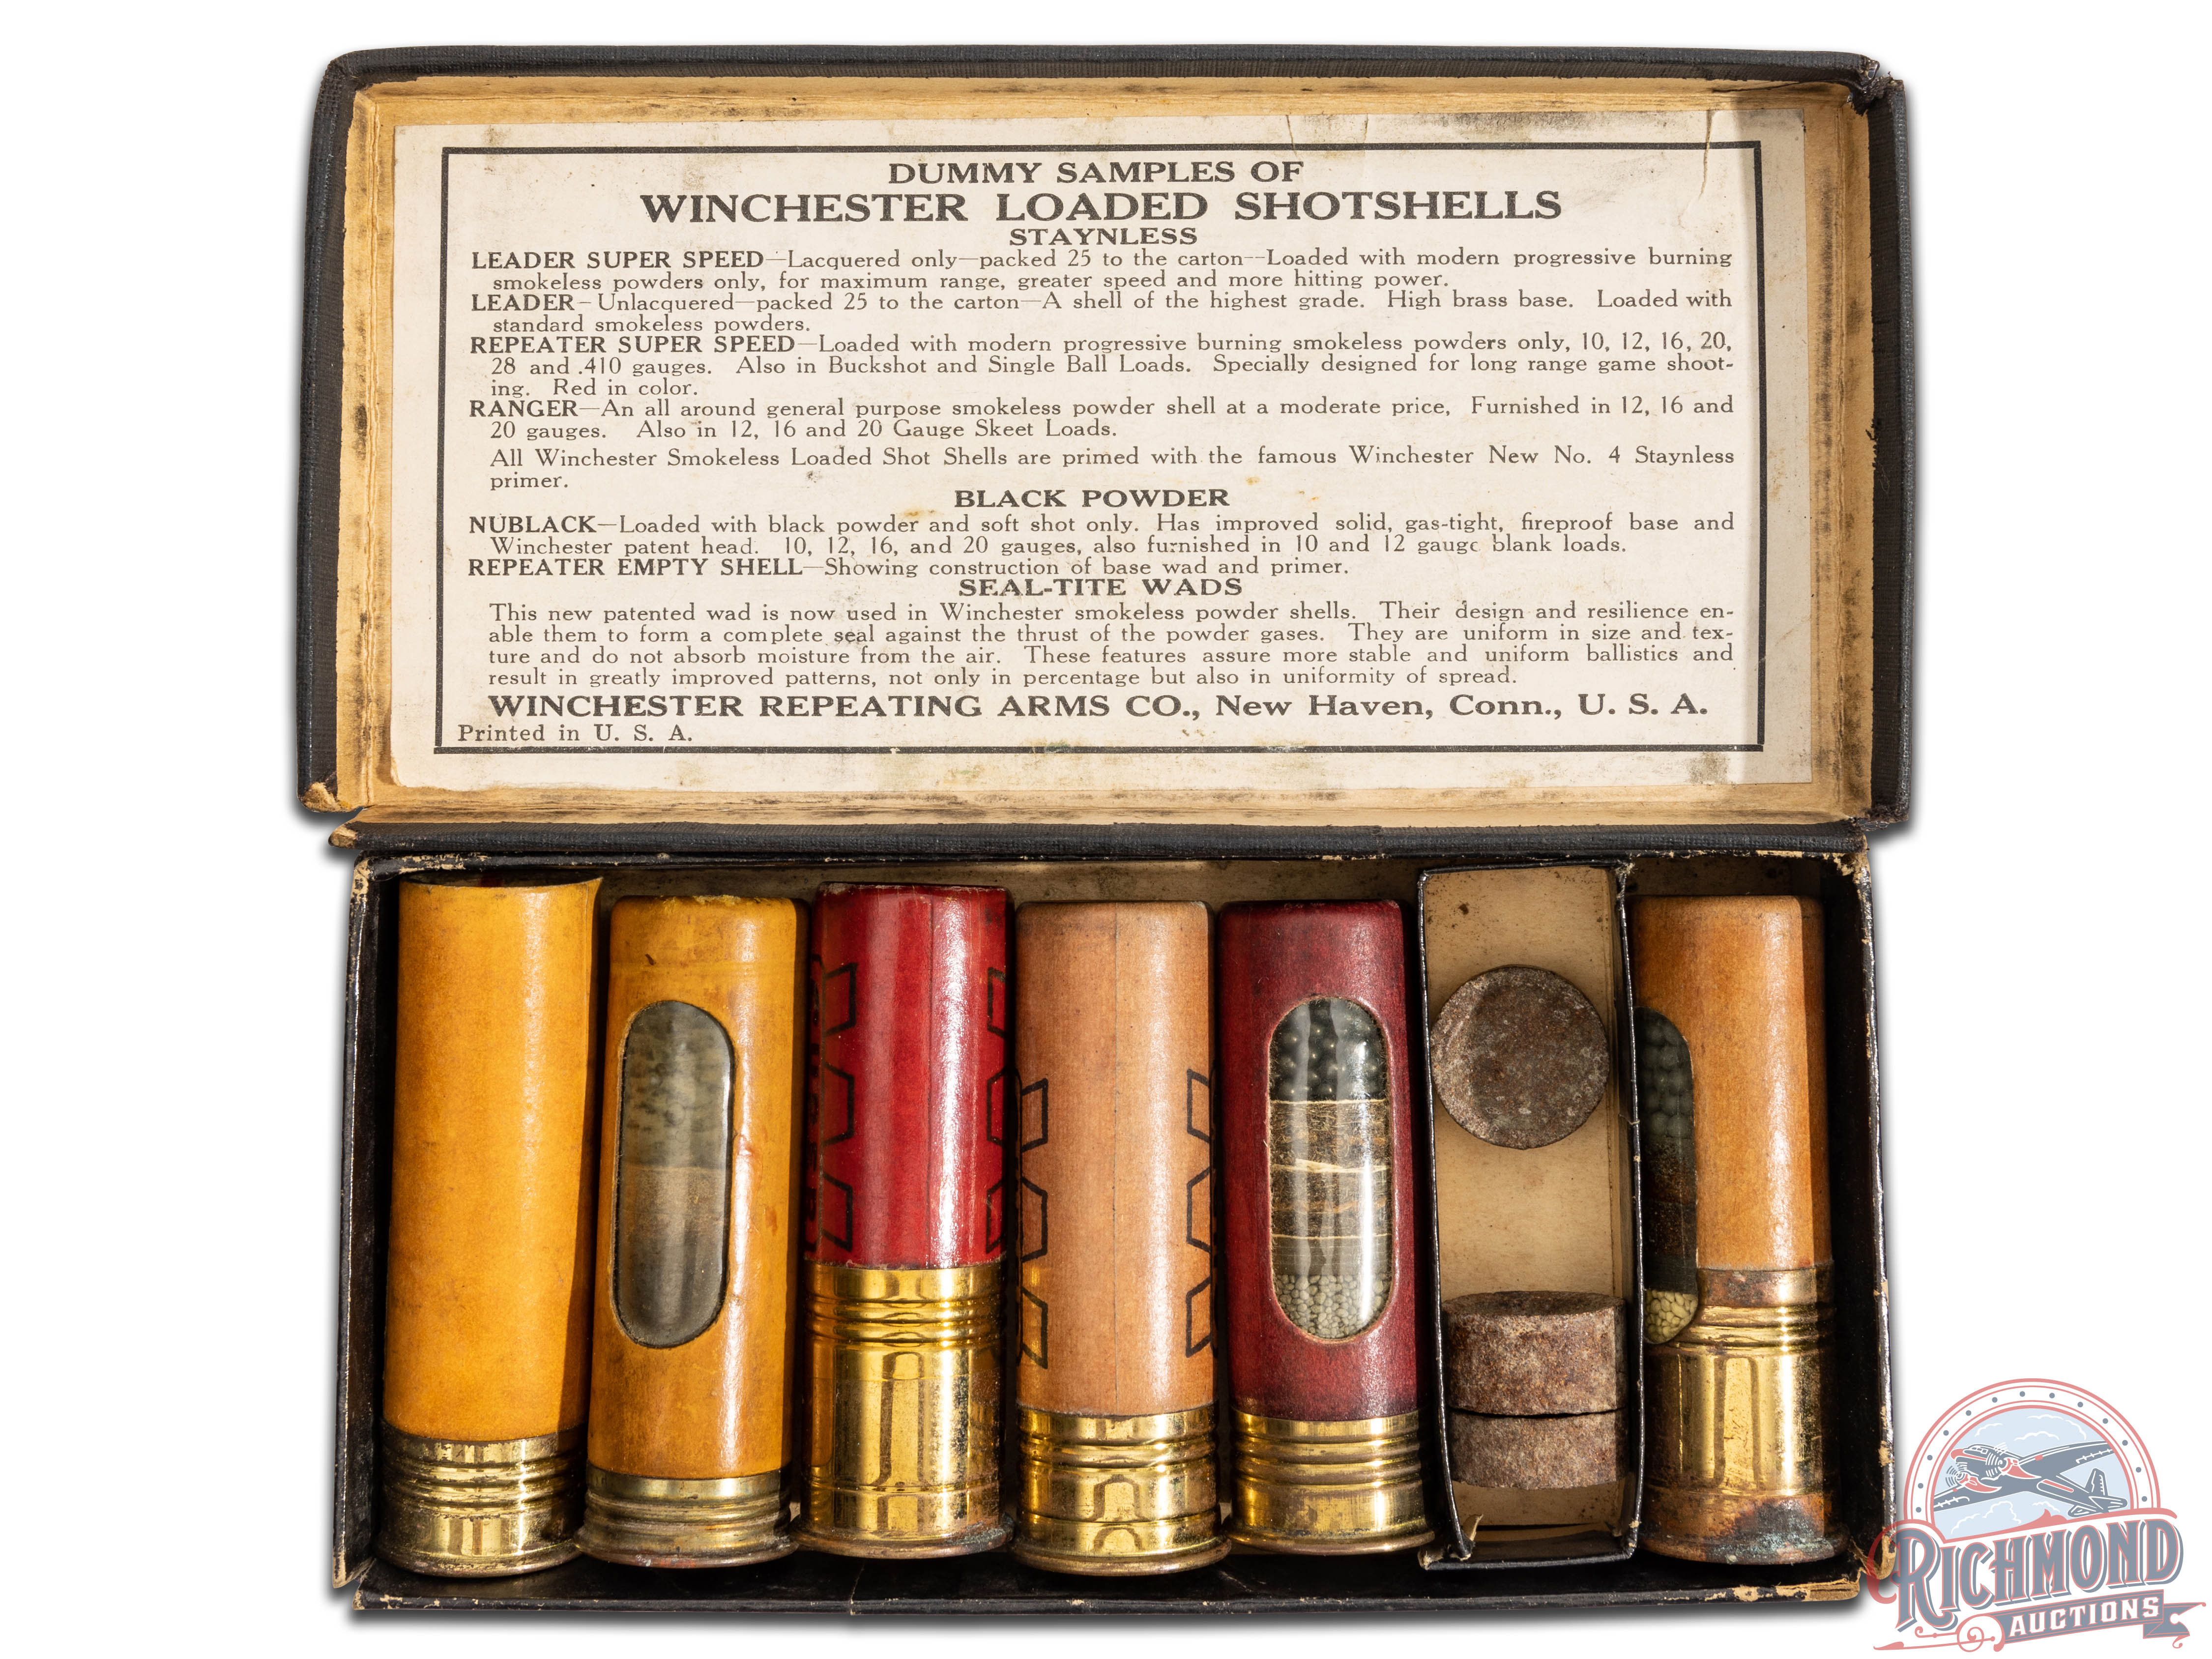 DUMMY SAMPLES OF
WINCHESTER LOADED SHOTSHELLS
STAYNLESS
LEADER SUPER SPEED—Lacquered only—packed 25 to the carton--Loaded with modern progressive burning
smokeless powders only, for maximum range, greater speed and more hitting power.
LEADER–Unlacquered—packed 25 to the carton—A shell of the highest grade. High brass base. Loaded with
standard smokeless powders.
REPEATER SUPER SPEED—Loaded with modern progressive burning smokeless powders only, 10, 12, 16, 20,
28 and .410 gauges. Also in Buckshot and Single Ball Loads. Specially designed for long range game shoot-
ing. Red in color.
RANGER—An all around general purpose smokeless powder shell at a moderate price, Furnished in 12, 16 and
20 gauges. Also in 12, 16 and 20 Gauge Skeet Loads.
All Winchester Smokeless Loaded Shot Shells are primed with the famous Winchester New No. 4 Staynless
primer.
BLACK POWDER
NUBLACK—Loaded with black powder and soft shot only. Has improved solid, gas-tight, fireproof base and
Winchester patent head. 10, 12, 16, and 20 gauges, also furnished in 10 and 12 gauge blank loads.
REPEATER EMPTY SHELL—Showing construction of base wad and primer.
SEAL-TITE WADS
This new patented wad is now used in Winchester smokeless powder shells. Their design and resilience en-
able them to form a complete seal against the thrust of the powder gases. They are uniform in size and tex-
ture and do not absorb moisture from the air. These features assure more stable and uniform ballistics and
result in greatly improved patterns, not only in percentage but also in uniformity of spread.
WINCHESTER REPEATING ARMS CO., New Haven, Conn., U. S. A.
Printed in U. S. A.
RICHMOND
AUCTIONS